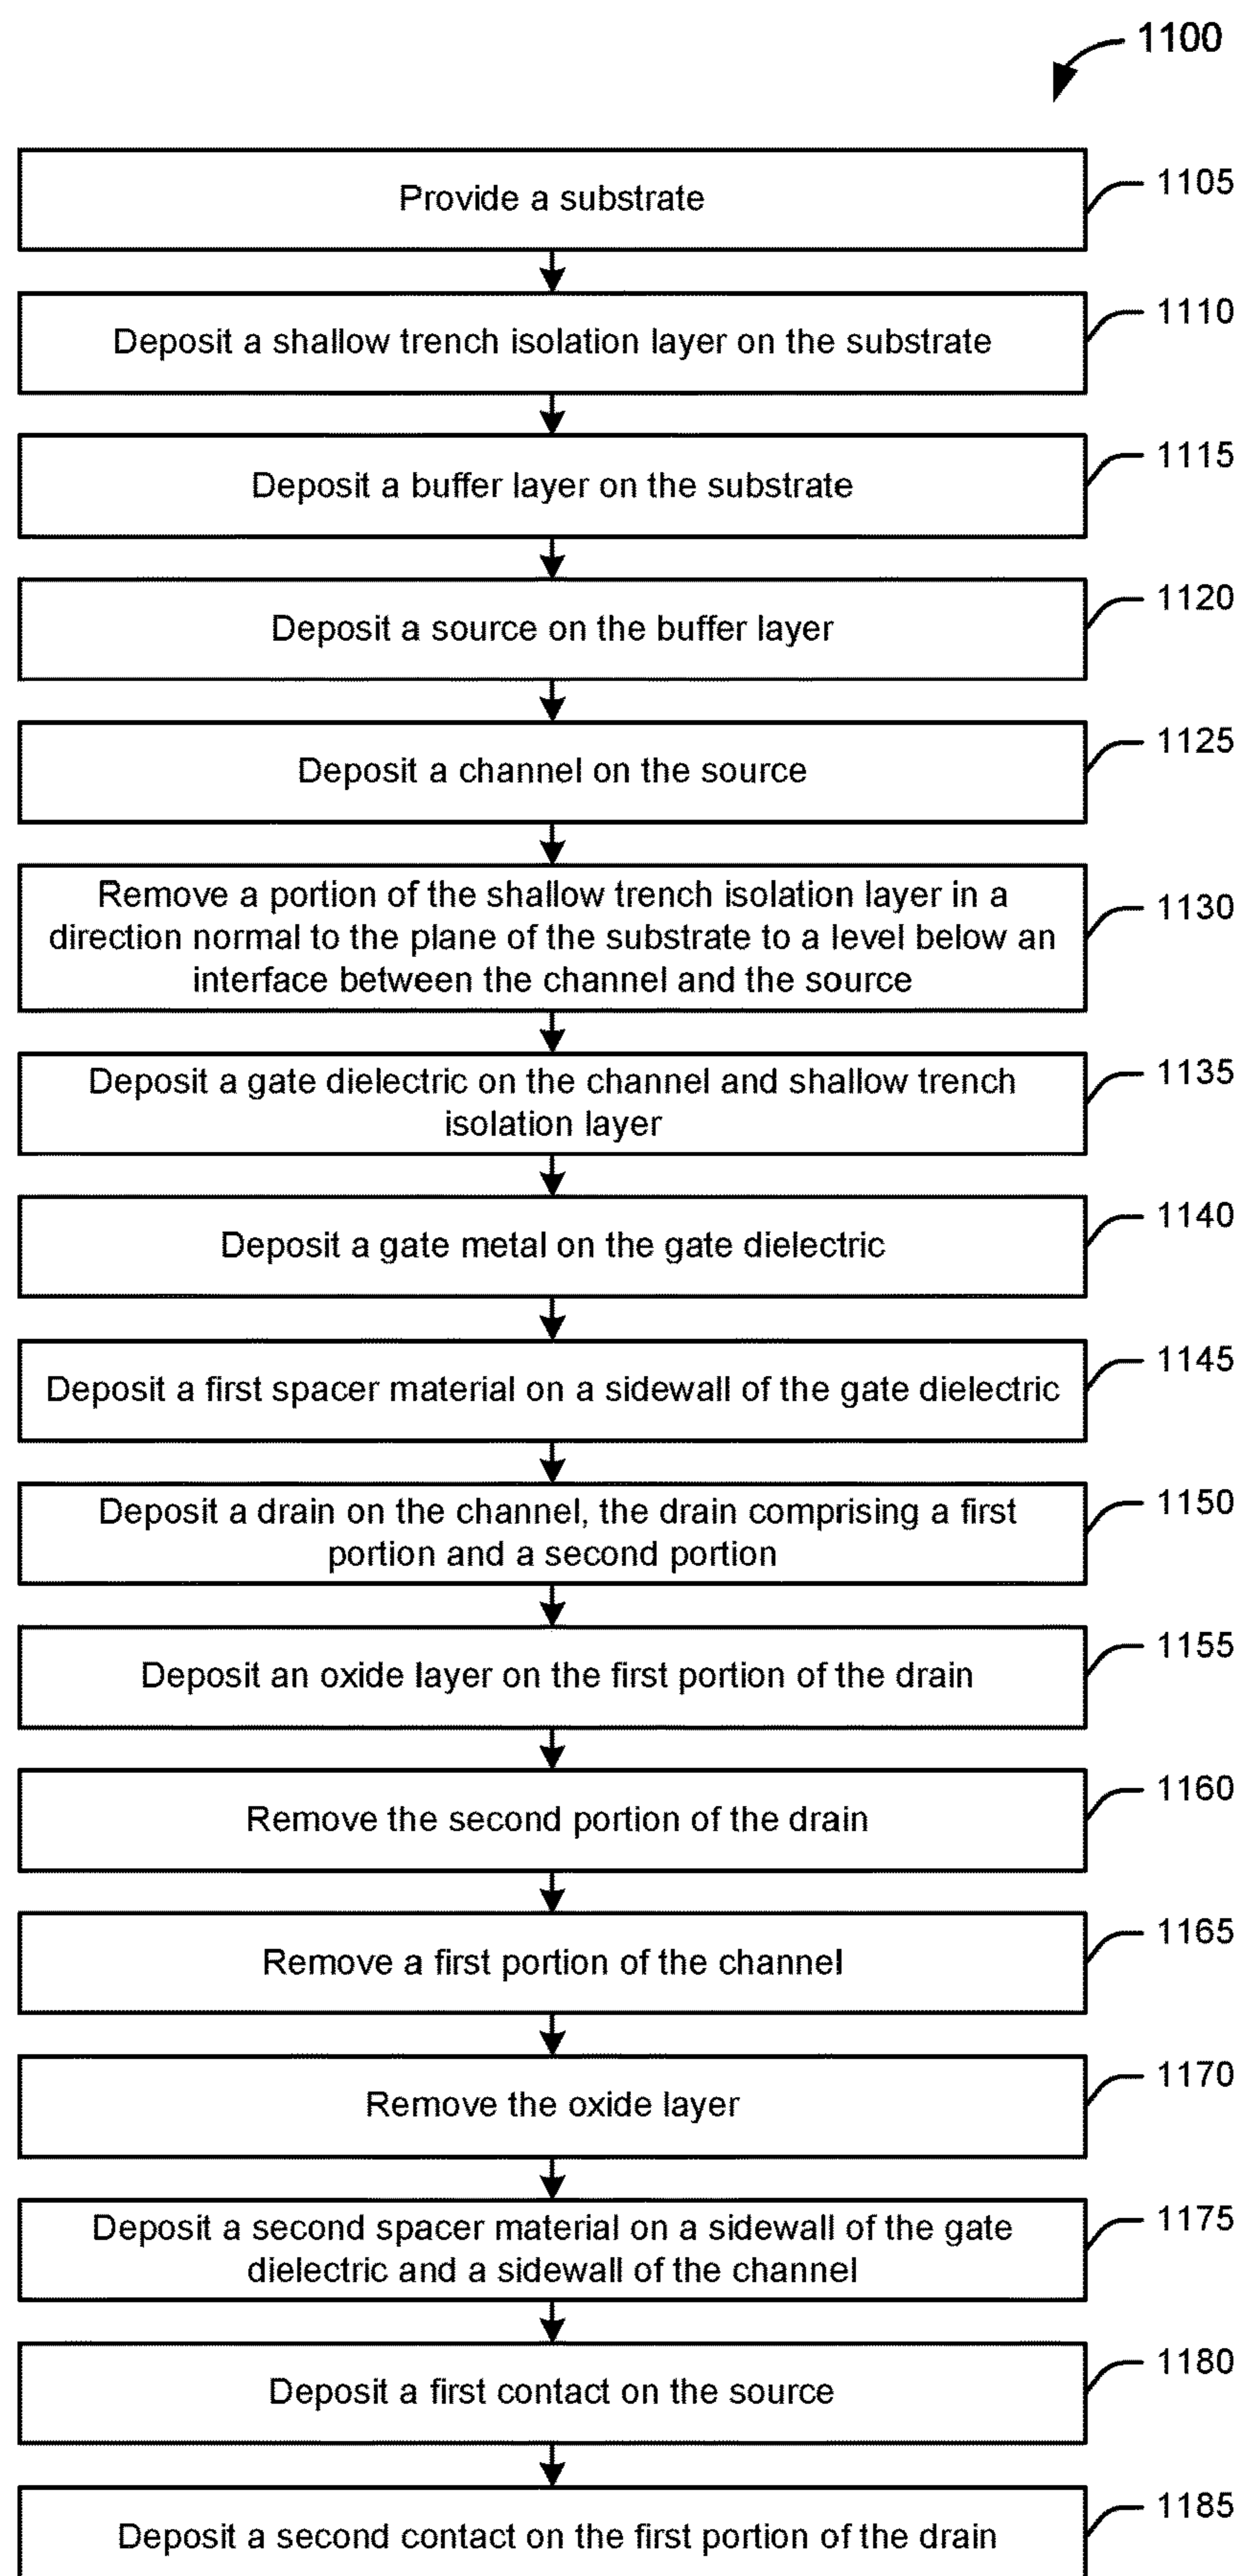 1100
Provide a substrate
1105
Deposit a shallow trench isolation layer on the substrate
1110
Deposit a buffer layer on the substrate
1115
Deposit a source on the buffer layer
1120
Deposit a channel on the source
1125
Remove a portion of the shallow trench isolation layer in a
direction normal to the plane of the substrate to a level below an
interface between the channel and the source
1130
Deposit a gate dielectric on the channel and shallow trench
isolation layer
1135
Deposit a gate metal on the gate dielectric
1140
Deposit a first spacer material on a sidewall of the gate dielectric
1145
Deposit a drain on the channel, the drain comprising a first
portion and a second portion
1150
Deposit an oxide layer on the first portion of the drain
1155
Remove the second portion of the drain
1160
Remove a first portion of the channel
1165
Remove the oxide layer
1170
Deposit a second spacer material on a sidewall of the gate
dielectric and a sidewall of the channel
1175
Deposit a first contact on the source
1180
Deposit a second contact on the first portion of the drain
1185